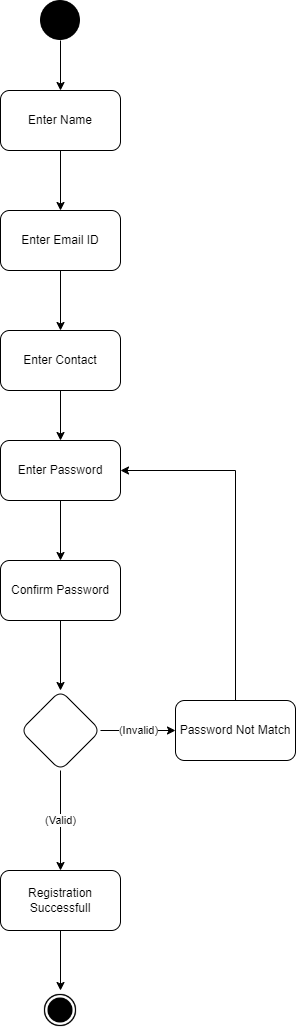 Enter Name
Enter Email ID
Enter Contact
Enter Password
Confirm Password
(Invalid)
Password Not Match
(Valid)
Registration
Successfull